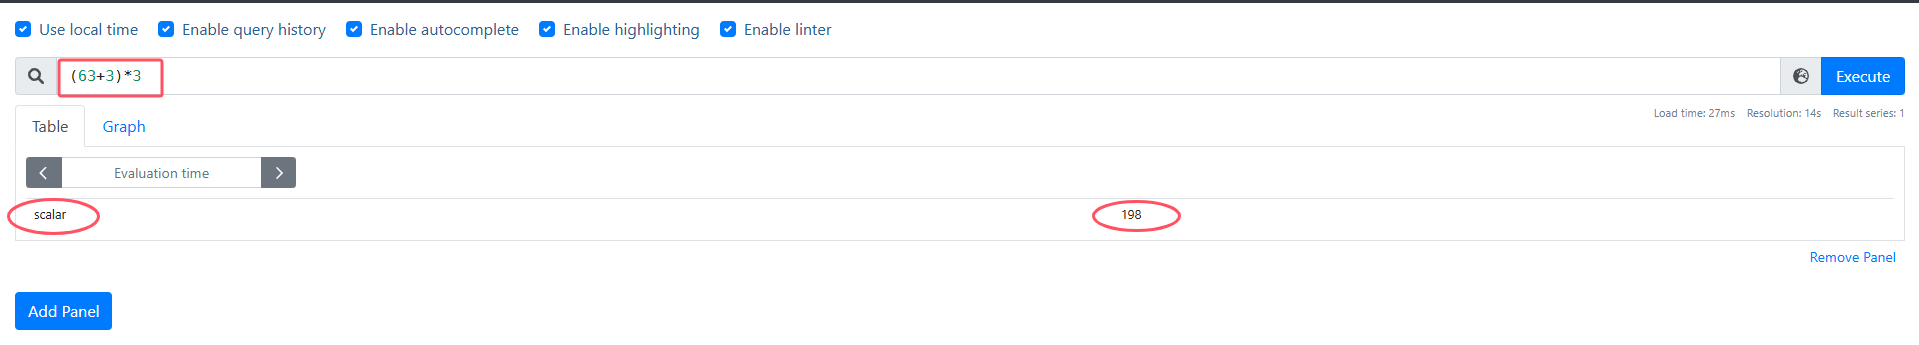 Use local time Enable query history Enable autocomplete Enable highlighting Enable linter
(63+3)*3 Execute
Table Graph Load time: 27ms Resolution: 14s Result series: 1
Evaluation time
scalar 198
Remove Panel
Add Panel